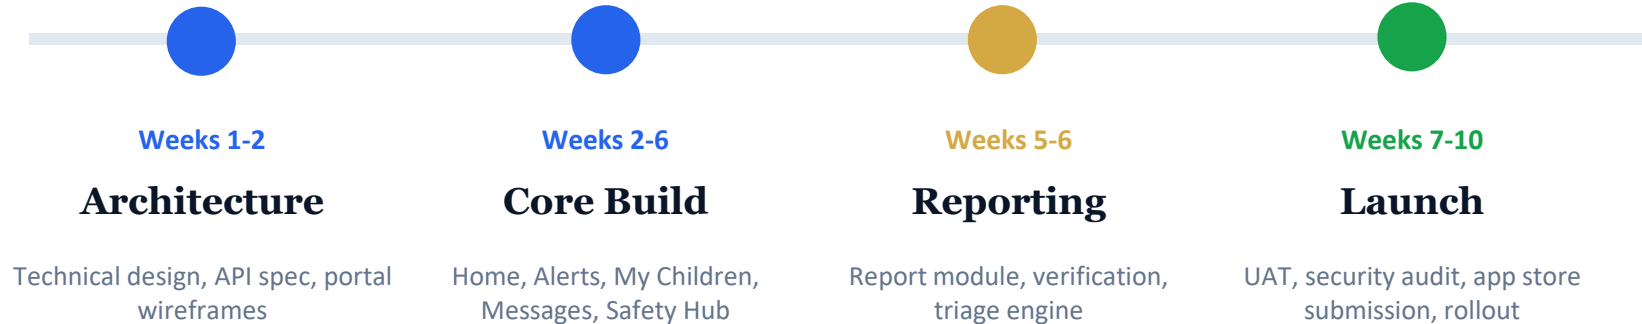 Weeks 1-2
Architecture
Technical design, API spec, portal
wireframes
Weeks 2-6
Core Build
Home, Alerts, My Children,
Messages, Safety Hub
Weeks 5-6
Reporting
Report module, verification,
triage engine
Weeks 7-10
Launch
UAT, security audit, app store
submission, rollout